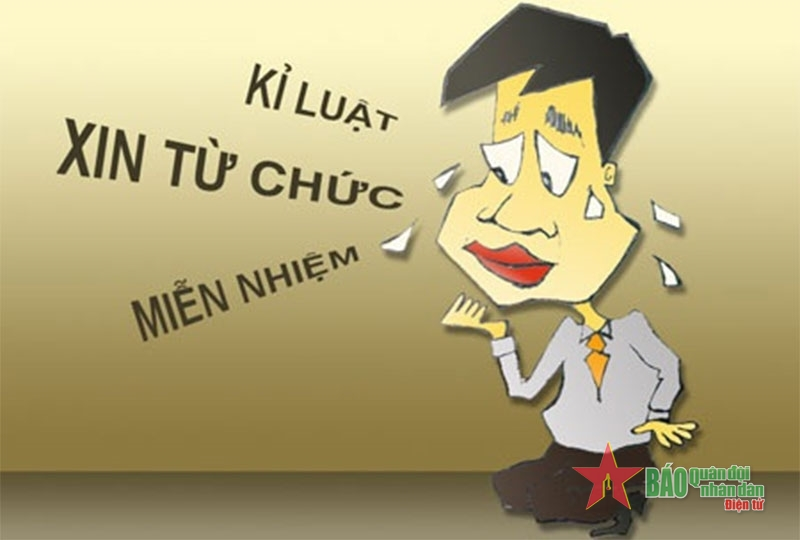 KỈ LUẬT
XIN TỪ CHỨC
MIỄN NHIỆM
BÁO Quân đội
nhân dân
Điện tử